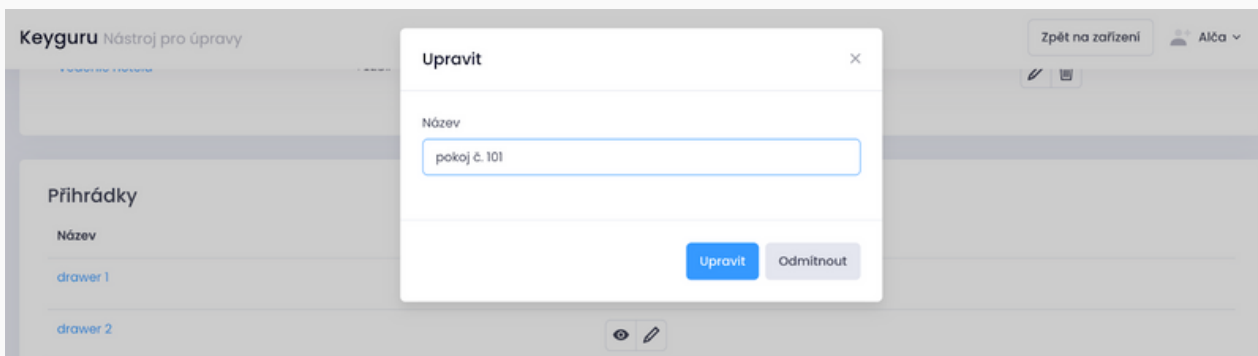 Keyguru Nástroj pro úpravy
Zpět na zařízení
Alča
Upravit
Název
pokoj č. 101
Upravit
Odmítnout
Přihrádky
Název
drawer 1
drawer 2